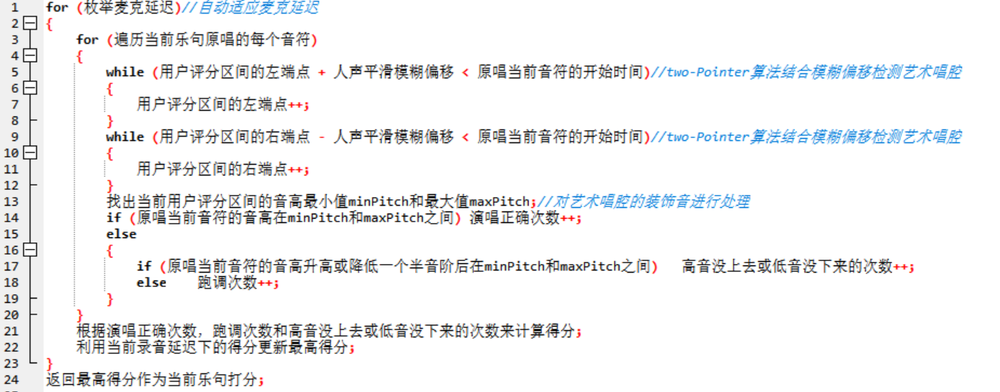 1 for (枚举麦克延迟)//自动适应麦克延迟
2 {
3 for (遍历当前乐句原唱的每个音符)
4 {
5 while (用户评分区间的左端点 + 人声平滑模糊偏移 < 原唱当前音符的开始时间)//two-Pointer算法结合模糊偏移检测艺术唱腔
6 {
7 用户评分区间的左端点++;
8 }
9 while (用户评分区间的右端点 - 人声平滑模糊偏移 < 原唱当前音符的开始时间)//two-Pointer算法结合模糊偏移检测艺术唱腔
10 {
11 用户评分区间的右端点++;
12 }
13 找出当前用户评分区间的音高最小值minPitch和最大值maxPitch;//对艺术唱腔的装饰音进行处理
14 if (原唱当前音符的音高在minPitch和maxPitch之间) 演唱正确次数++;
15 else
16 {
17 if (原唱当前音符的音高升高或降低一个半音阶后在minPitch和maxPitch之间) 高音没上去或低音没下来的次数++;
18 else 跑调次数++;
19 }
20 }
21 根据演唱正确次数, 跑调次数和高音没上去或低音没下来的次数来计算得分;
22 利用当前录音延迟下的得分更新最高得分;
23 }
24 返回最高得分作为当前乐句打分;